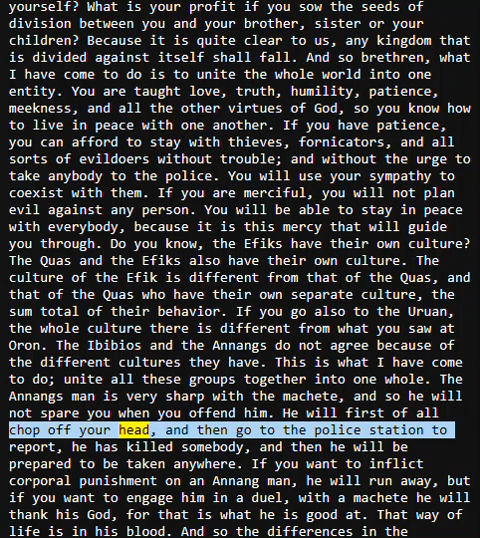 yourself? What is your profit if you sow the seeds of
division between you and your brother, sister or your
children? Because it is quite clear to us, any kingdom that
is divided against itself shall fall. And so brethren, what
I have come to do is to unite the whole world into one
entity. You are taught love, truth, humility, patience,
meekness, and all the other virtues of God, so you know how
to live in peace with one another. If you have patience,
you can afford to stay with thieves, fornicators, and all
sorts of evildoers without trouble; and without the urge to
take anybody to the police. You will use your sympathy to
coexist with them. If you are merciful, you will not plan
evil against any person. You will be able to stay in peace
with everybody, because it is this mercy that will guide
you through. Do you know, the Efiks have their own culture?
The Quas and the Efiks also have their own culture. The
culture of the Efik is different from that of the Quas, and
that of the Quas who have their own separate culture, the
sum total of their behavior. If you go also to the Uruan,
the whole culture there is different from what you saw at
Oron. The Ibibios and the Annangs do not agree because of
the different cultures they have. This is what I have come
to do; unite all these groups together into one whole. The
Annangs man is very sharp with the machete, and so he will
not spare you when you offend him. He will first of all
chop off your head, and then go to the police station to
report, he has killed somebody, and then he will be
prepared to be taken anywhere. If you want to inflict
corporal punishment on an Annang man, he will run away, but
if you want to engage him in a duel, with a machete he will
thank his God, for that is what he is good at. That way of
life is in his blood. And so the differences in the